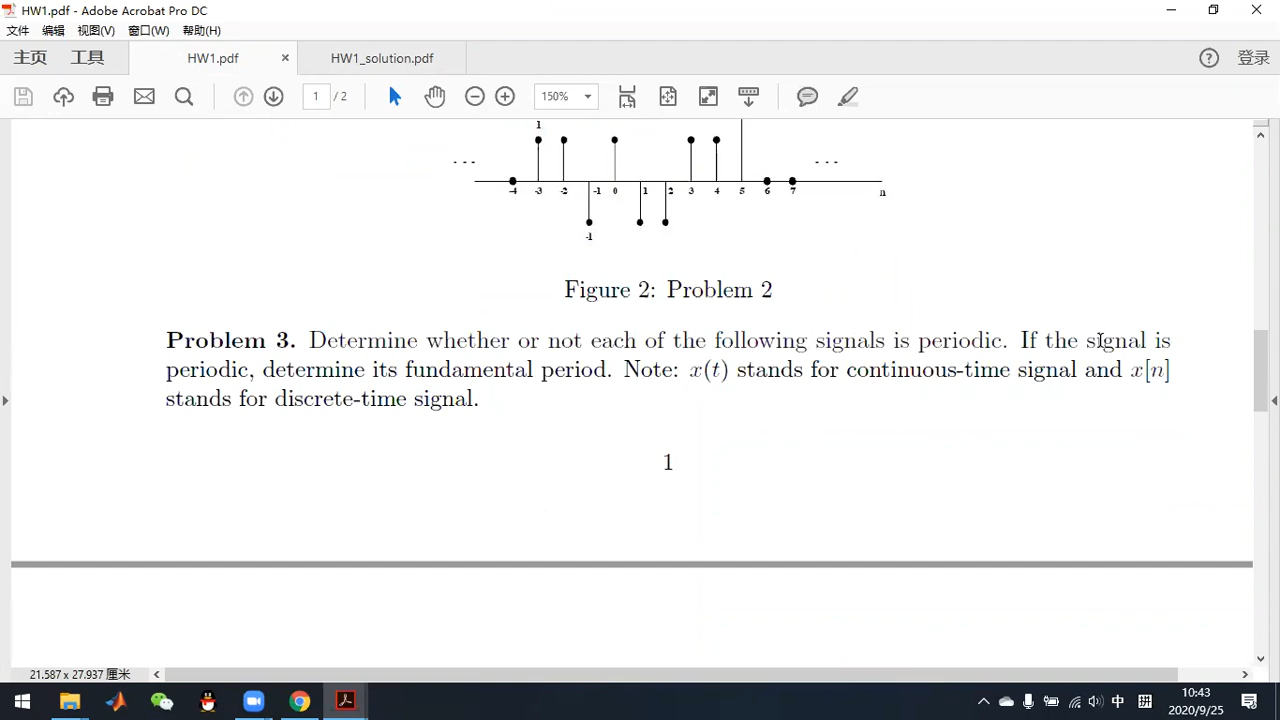 HW1.pdf - Adobe Acrobat Pro DC
文件 编辑 视图(V) 窗口(W) 帮助(H)
主页 工具 HW1.pdf × HW1_solution.pdf ? 登录
1 / 2 150%
1
... ...
-4 -3 -2 -1 0 1 2 3 4 5 6 7 n
-1
Figure 2: Problem 2
Problem 3. Determine whether or not each of the following signals is periodic. If the signal is
periodic, determine its fundamental period. Note: x(t) stands for continuous-time signal and x[n]
stands for discrete-time signal.
1
21.587 x 27.937 厘米
中 拼 10:43
2020/9/25